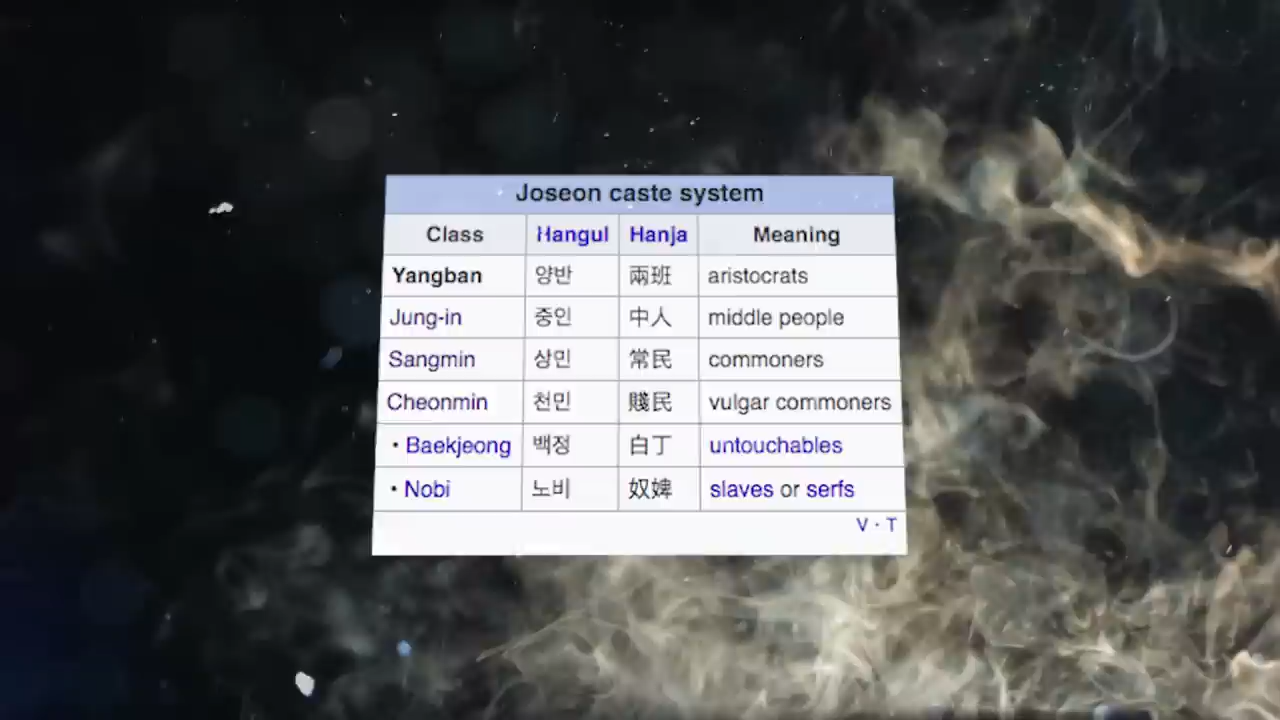 Joseon caste system
Class Hangul Hanja Meaning
Yangban 양반 兩班 aristocrats
Jung-in 중인 中人 middle people
Sangmin 상민 常民 commoners
Cheonmin 천민 賤民 vulgar commoners
• Baekjeong 백정 白丁 untouchables
• Nobi 노비 奴婢 slaves or serfs
V · T